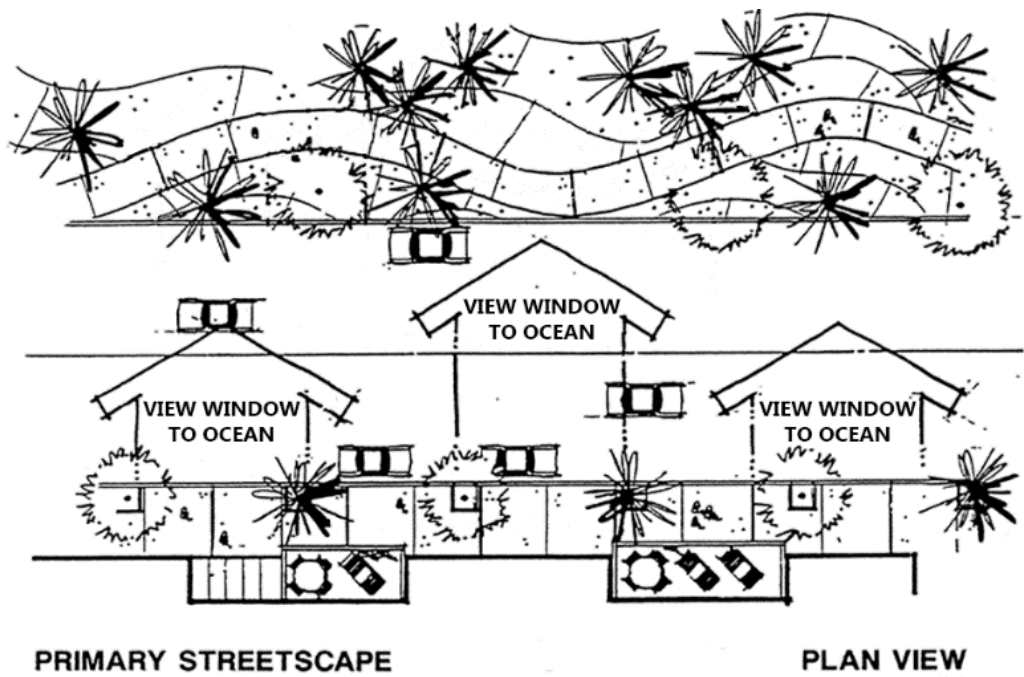 VIEW WINDOW
TO OCEAN
VIEW WINDOW
TO OCEAN
VIEW WINDOW
TO OCEAN
PRIMARY STREETSCAPE
PLAN VIEW